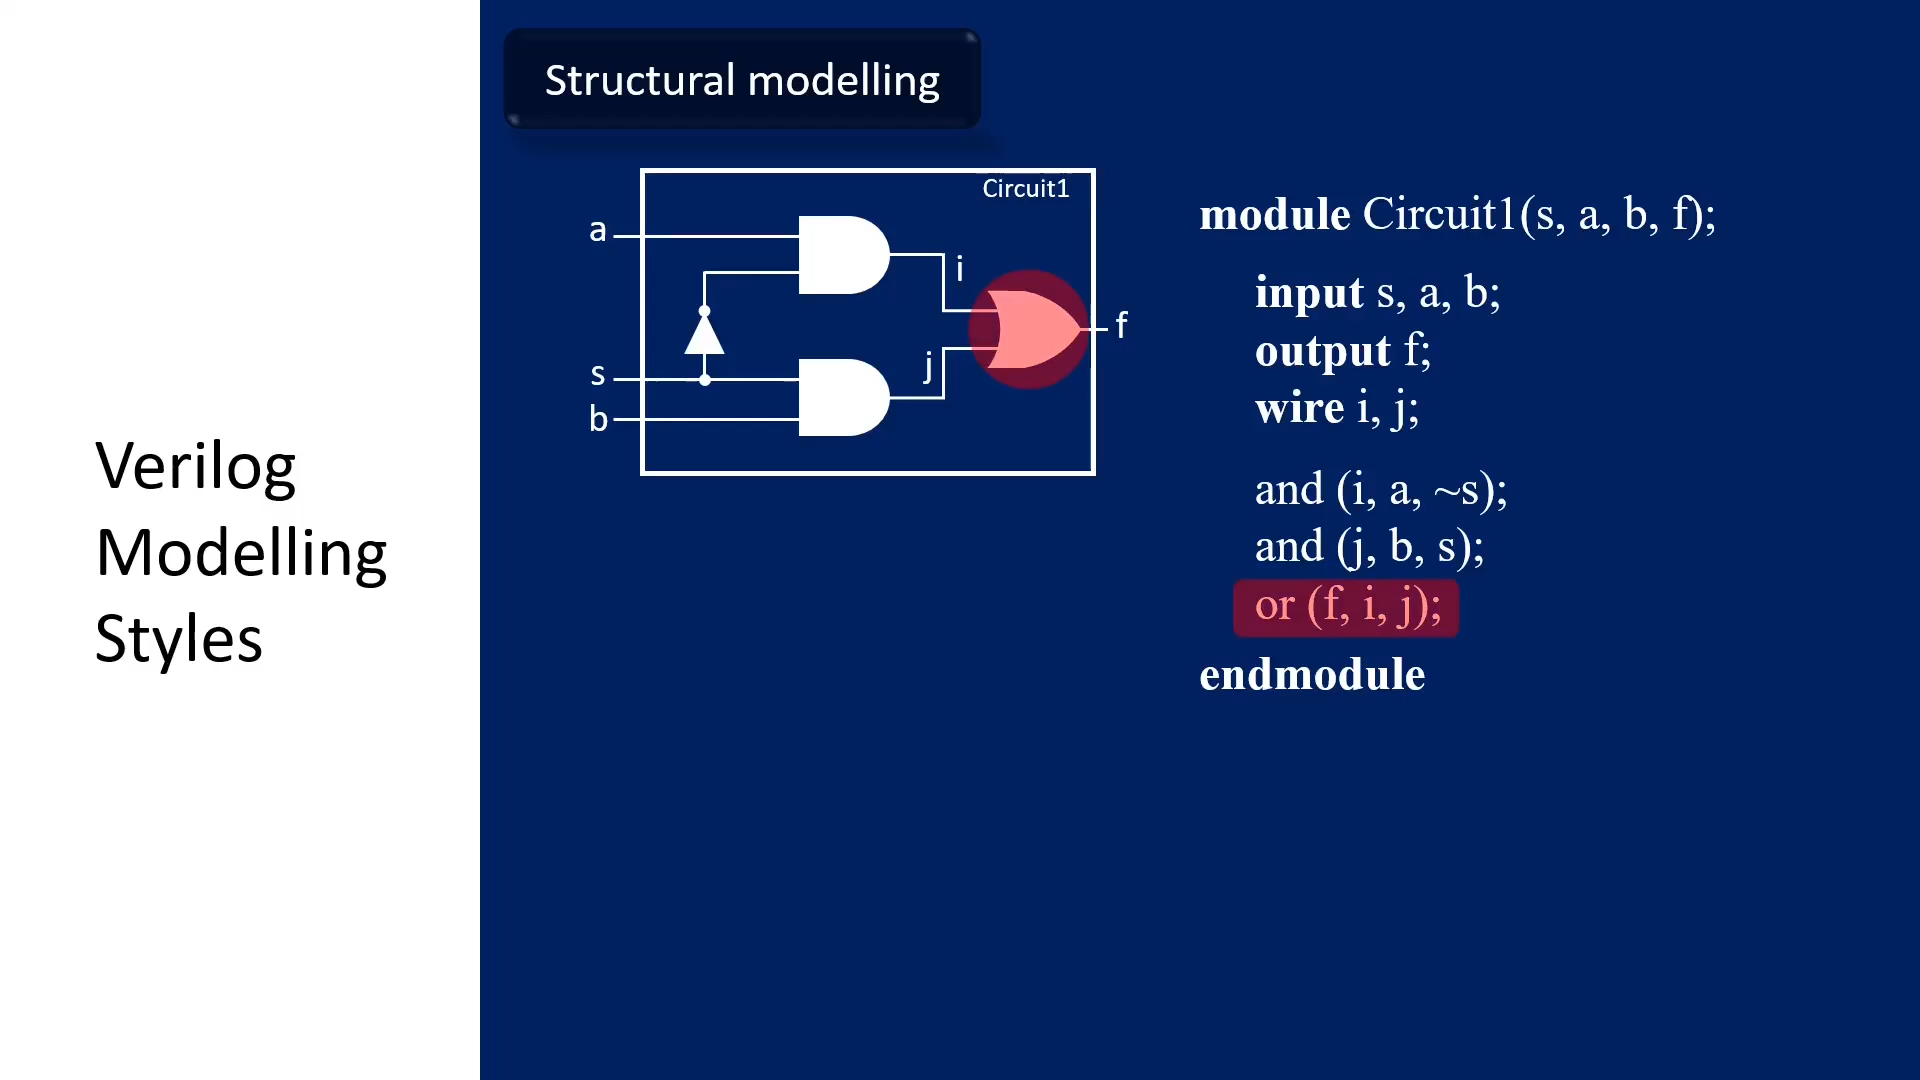 Verilog
Modelling
Styles
Structural modelling
Circuit1
a
i
f
j
s
b
module Circuit1(s, a, b, f);
input s, a, b;
output f;
wire i, j;
and (i, a, ~s);
and (j, b, s);
or (f, i, j);
endmodule